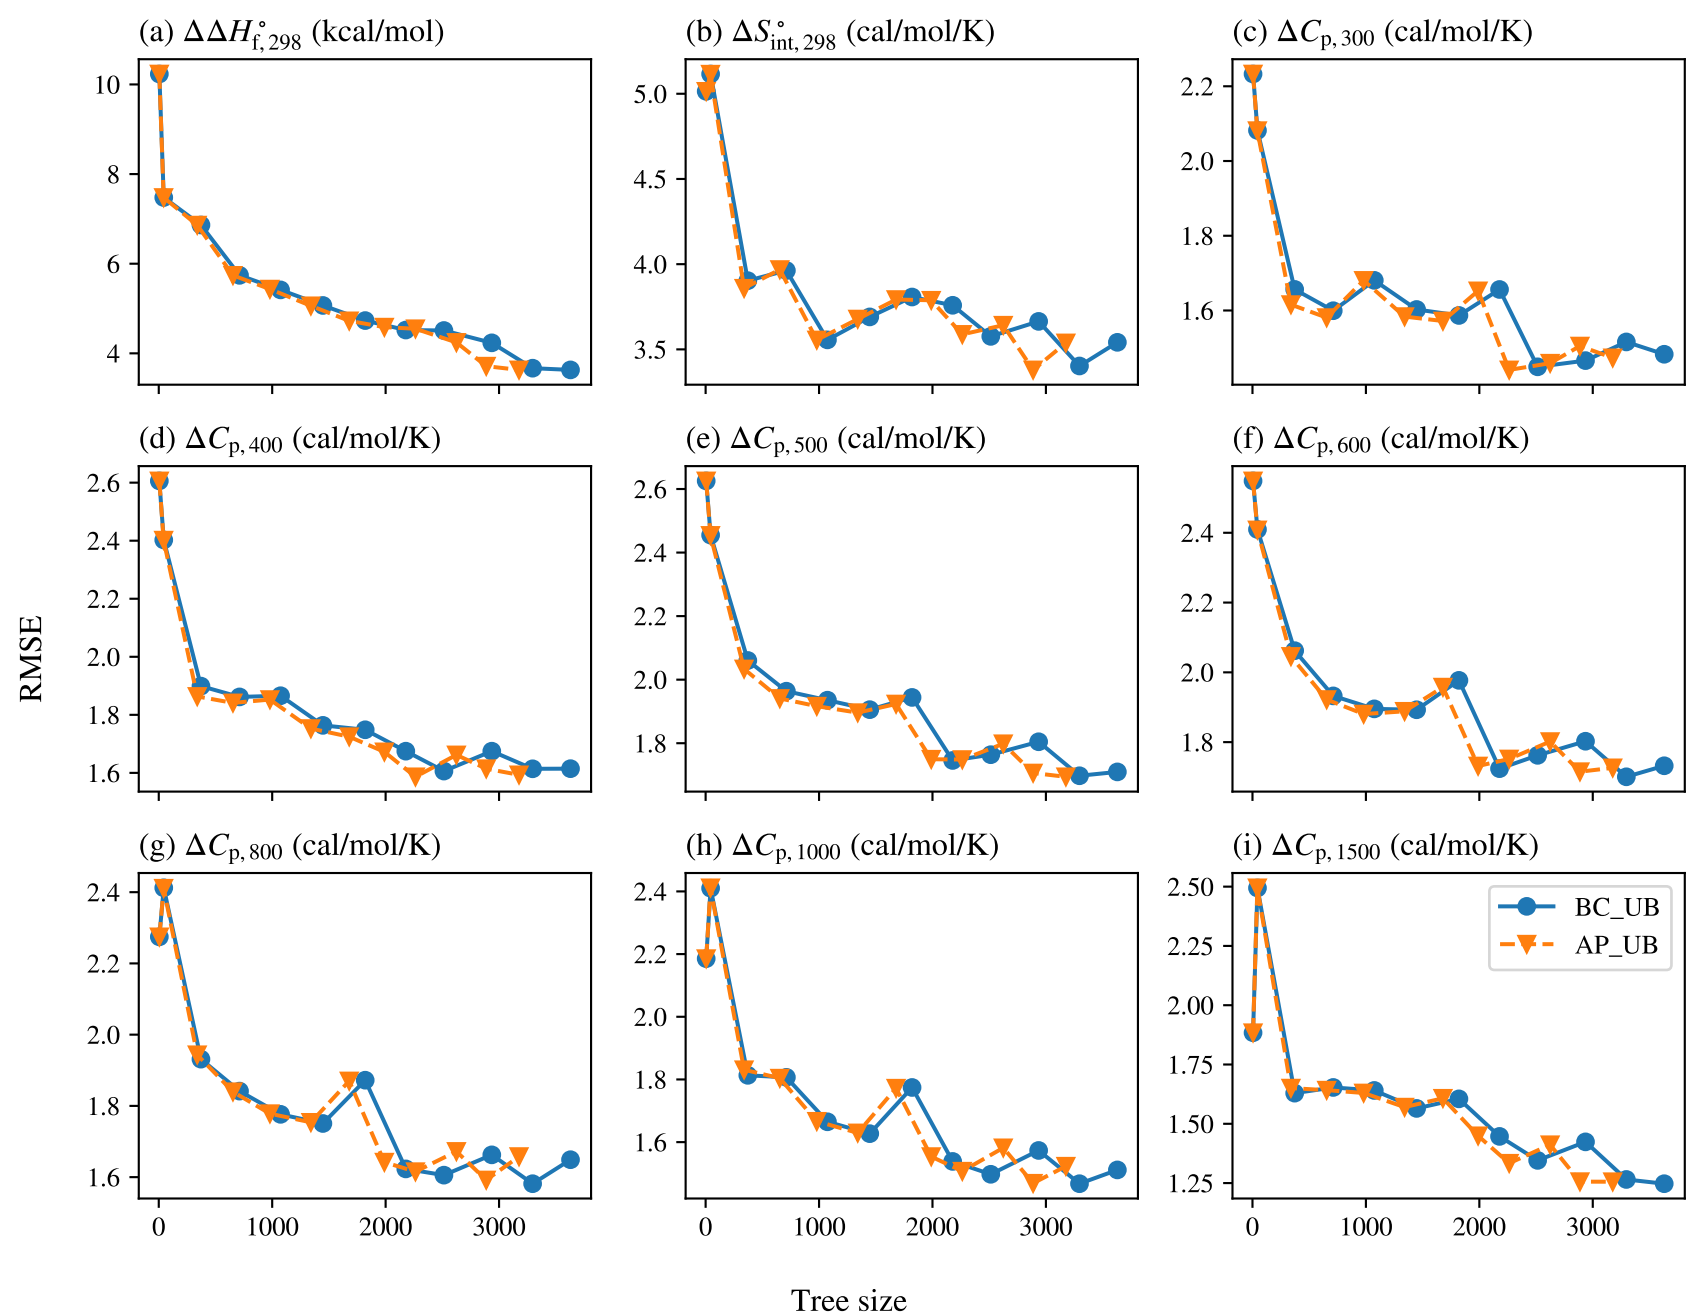 (a) ΔΔH°f, 298 (kcal/mol)
(b) ΔS°int, 298 (cal/mol/K)
(c) ΔCp, 300 (cal/mol/K)
10
8
6
4
5.0
4.5
4.0
3.5
2.2
2.0
1.8
1.6
(d) ΔCp, 400 (cal/mol/K)
(e) ΔCp, 500 (cal/mol/K)
(f) ΔCp, 600 (cal/mol/K)
2.6
2.4
2.2
2.0
1.8
1.6
2.6
2.4
2.2
2.0
1.8
2.4
2.2
2.0
1.8
RMSE
(g) ΔCp, 800 (cal/mol/K)
(h) ΔCp, 1000 (cal/mol/K)
(i) ΔCp, 1500 (cal/mol/K)
2.4
2.2
2.0
1.8
1.6
2.4
2.2
2.0
1.8
1.6
2.50
2.25
2.00
1.75
1.50
1.25
BC_UB
AP_UB
0 1000 2000 3000
0 1000 2000 3000
0 1000 2000 3000
Tree size